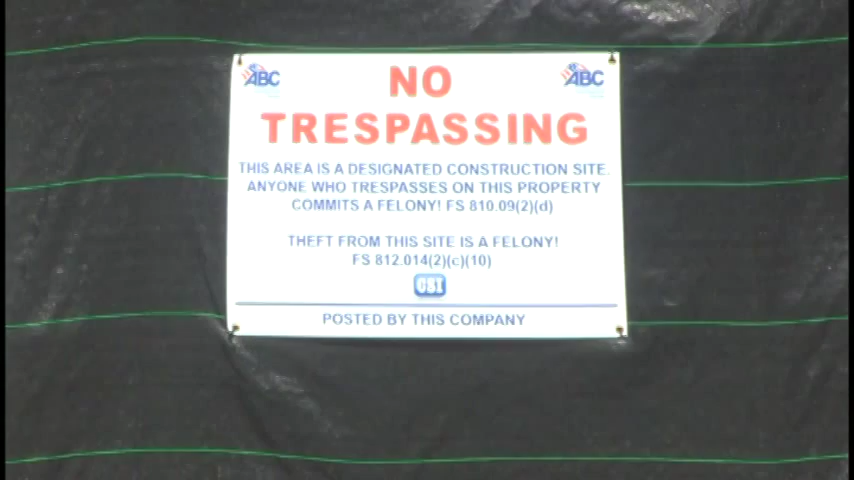 ABC ABC
NO
TRESPASSING
THIS AREA IS A DESIGNATED CONSTRUCTION SITE.
ANYONE WHO TRESPASSES ON THIS PROPERTY
COMMITS A FELONY! FS 810.09(2)(d)
THEFT FROM THIS SITE IS A FELONY!
FS 812.014(2)(c)(10)
GSI
POSTED BY THIS COMPANY